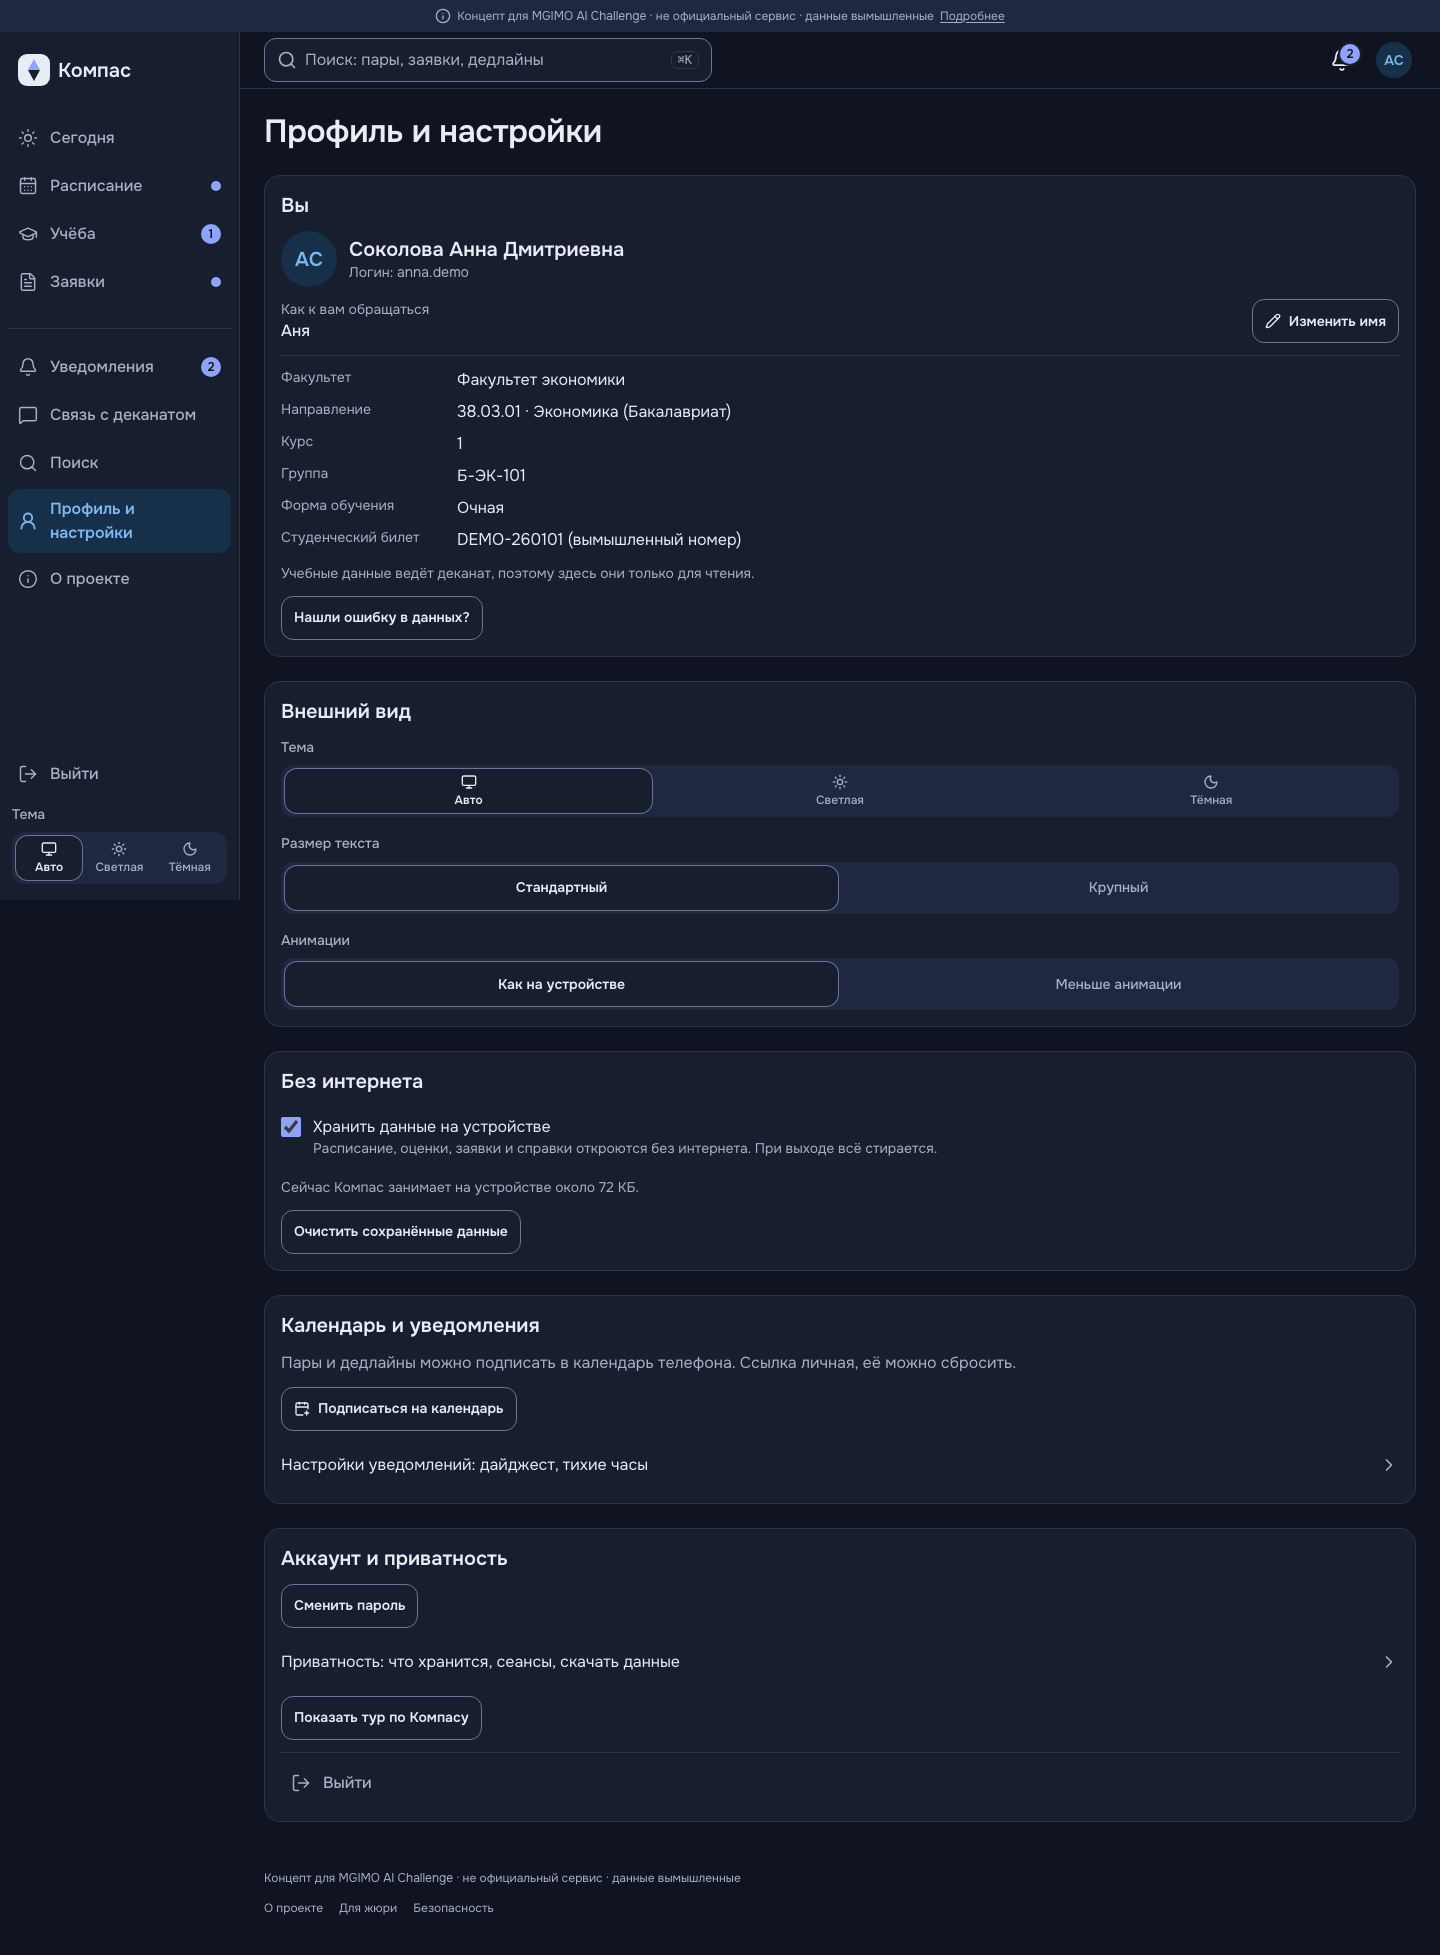 Концепт для MGIMO AI Challenge · не официальный сервис · данные вымышленные Подробнее
Компас
Поиск: пары, заявки, дедлайны
⌘K
2
АС
Сегодня
Расписание
Учёба
1
Заявки
Уведомления
2
Связь с деканатом
Поиск
Профиль и
настройки
О проекте
Выйти
Тема
Авто
Светлая
Тёмная
Профиль и настройки
Вы
АС
Соколова Анна Дмитриевна
Логин: anna.demo
Как к вам обращаться
Аня
Изменить имя
Факультет
Факультет экономики
Направление
38.03.01 · Экономика (Бакалавриат)
Курс
1
Группа
Б-ЭК-101
Форма обучения
Очная
Студенческий билет
DEMO-260101 (вымышленный номер)
Учебные данные ведёт деканат, поэтому здесь они только для чтения.
Нашли ошибку в данных?
Внешний вид
Тема
Авто
Светлая
Тёмная
Размер текста
Стандартный
Крупный
Анимации
Как на устройстве
Меньше анимации
Без интернета
Хранить данные на устройстве
Расписание, оценки, заявки и справки откроются без интернета. При выходе всё стирается.
Сейчас Компас занимает на устройстве около 72 КБ.
Очистить сохранённые данные
Календарь и уведомления
Пары и дедлайны можно подписать в календарь телефона. Ссылка личная, её можно сбросить.
Подписаться на календарь
Настройки уведомлений: дайджест, тихие часы
Аккаунт и приватность
Сменить пароль
Приватность: что хранится, сеансы, скачать данные
Показать тур по Компасу
Выйти
Концепт для MGIMO AI Challenge · не официальный сервис · данные вымышленные
О проекте
Для жюри
Безопасность